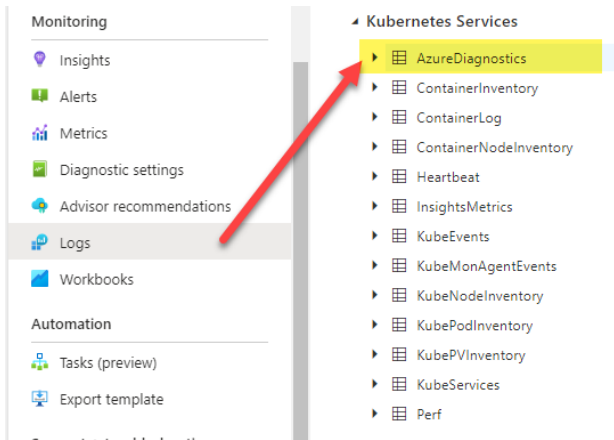 Monitoring
Insights
Alerts
Metrics
Diagnostic settings
Advisor recommendations
Logs
Workbooks
Automation
Tasks (preview)
Export template
Kubernetes Services
AzureDiagnostics
ContainerInventory
ContainerLog
ContainerNodeInventory
Heartbeat
InsightsMetrics
KubeEvents
KubeMonAgentEvents
KubeNodeInventory
KubePodInventory
KubePVInventory
KubeServices
Perf